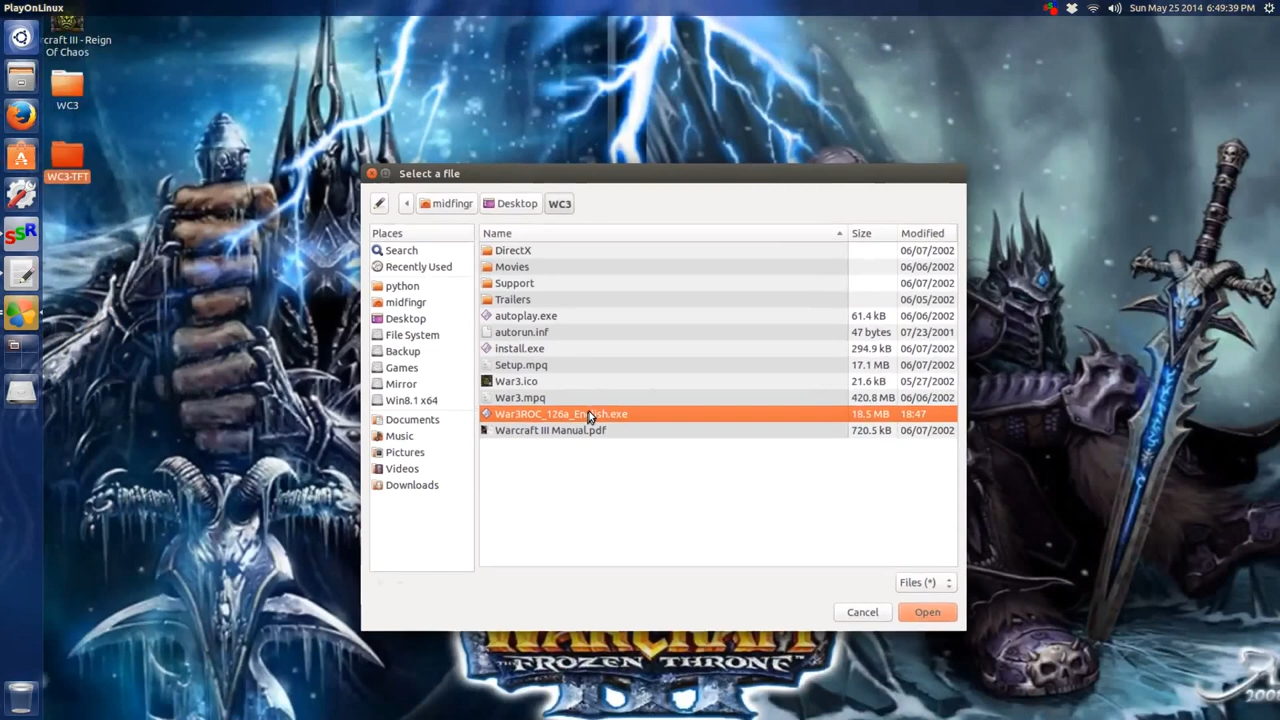 PlayOnLinux
Sun May 25 2014 6:49:39 PM
craft III - Reign
Of Chaos
WC3
WC3-TFT
SSR
Select a file
midfingr
Desktop
WC3
Places
Search
Recently Used
python
midfingr
Desktop
File System
Backup
Games
Mirror
Win8.1 x64
Documents
Music
Pictures
Videos
Downloads
Name Size Modified
DirectX 06/07/2002
Movies 06/06/2002
Support 06/07/2002
Trailers 06/05/2002
autoplay.exe 61.4 kB 06/06/2002
autorun.inf 47 bytes 07/23/2001
install.exe 294.9 kB 06/07/2002
Setup.mpq 17.1 MB 06/07/2002
War3.ico 21.6 kB 05/27/2002
War3.mpq 420.8 MB 06/06/2002
War3ROC_126a_English.exe 18.5 MB 18:47
Warcraft III Manual.pdf 720.5 kB 06/07/2002
Files (*)
Cancel
Open
WARCRAFT
THE FROZEN THRONE
III